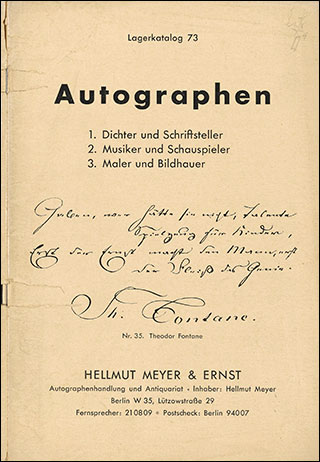 Lagerkatalog 73
Autographen
1. Dichter und Schriftsteller
2. Musiker und Schauspieler
3. Maler und Bildhauer
Gaben, wer hätte sie nicht, Talente
Spielzeug für Kinder,
Erst der Ernst macht den Mann, erst
der Fleiß das Genie.
Th. Fontane.
Nr. 35. Theodor Fontane
HELLMUT MEYER & ERNST
Autographenhandlung und Antiquariat • Inhaber: Hellmut Meyer
Berlin W 35, Lützowstraße 29
Fernsprecher: 210809 • Postscheck: Berlin 94007